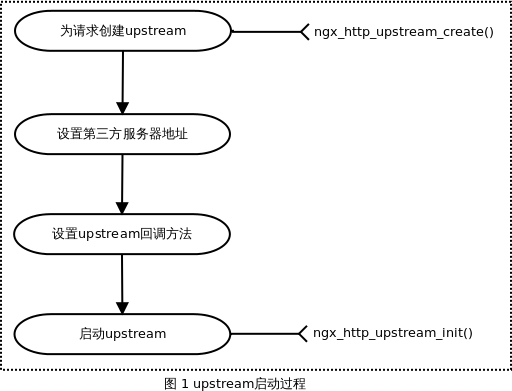 为请求创建upstream
ngx_http_upstream_create()
设置第三方服务器地址
设置upstream回调方法
启动upstream
ngx_http_upstream_init()
图 1 upstream启动过程